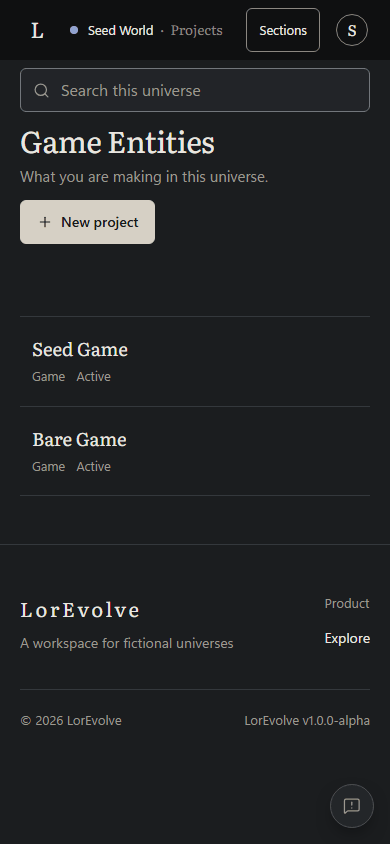 L
Seed World · Projects
Sections
S
Search this universe
Game Entities
What you are making in this universe.
New project
Seed Game
Game Active
Bare Game
Game Active
LorEvolve
Product
A workspace for fictional universes
Explore
© 2026 LorEvolve
LorEvolve v1.0.0-alpha